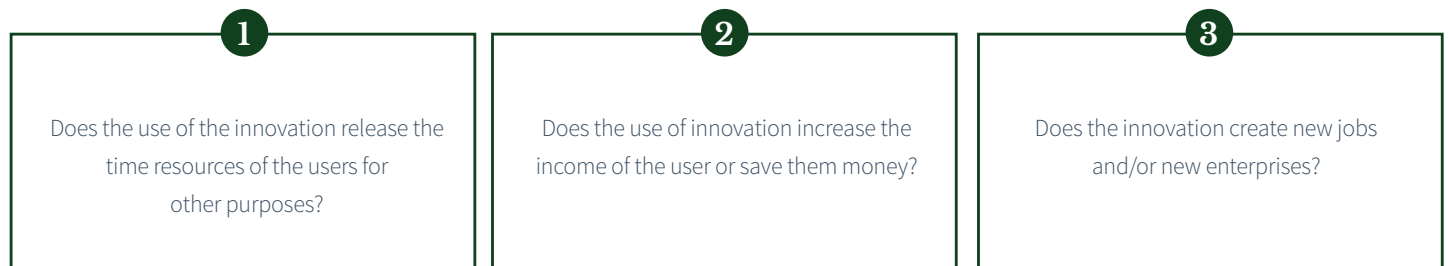 1
Does the use of the innovation release the
time resources of the users for
other purposes?
2
Does the use of innovation increase the
income of the user or save them money?
3
Does the innovation create new jobs
and/or new enterprises?